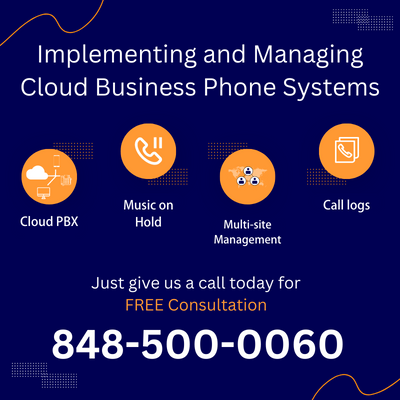 Implementing and Managing
Cloud Business Phone Systems
Cloud PBX
Music on
Hold
Multi-site
Management
Call logs
Just give us a call today for
FREE Consultation
848-500-0060